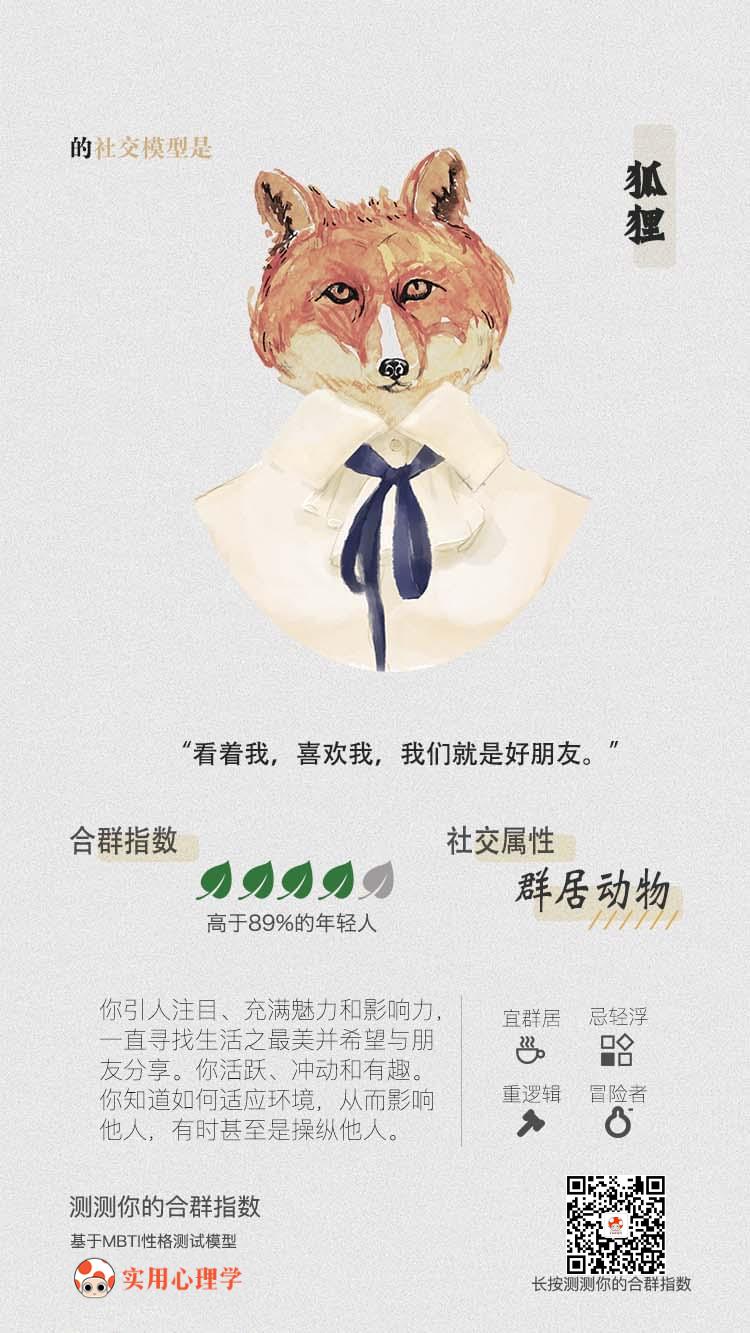 的社交模型是
狐狸
“看着我，喜欢我，我们就是好朋友。”
合群指数
高于89%的年轻人
社交属性
群居动物
你引人注目、充满魅力和影响力，
一直寻找生活之最美并希望与朋
友分享。你活跃、冲动和有趣。
你知道如何适应环境，从而影响
他人，有时甚至是操纵他人。
宜群居
忌轻浮
重逻辑
冒险者
测测你的合群指数
基于MBTI性格测试模型
实用心理学
长按测测你的合群指数